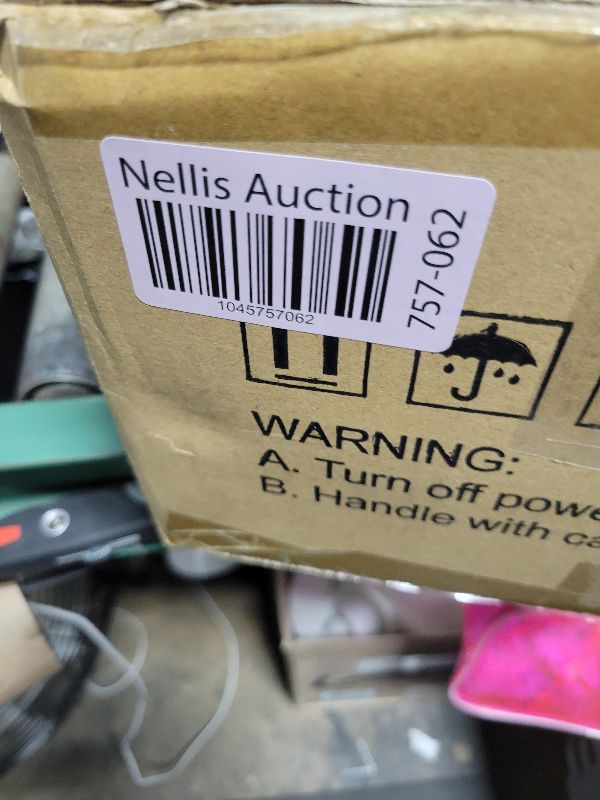 Nellis Auction
1045757062
757-062
WARNING:
A. Turn off
B. Handle with